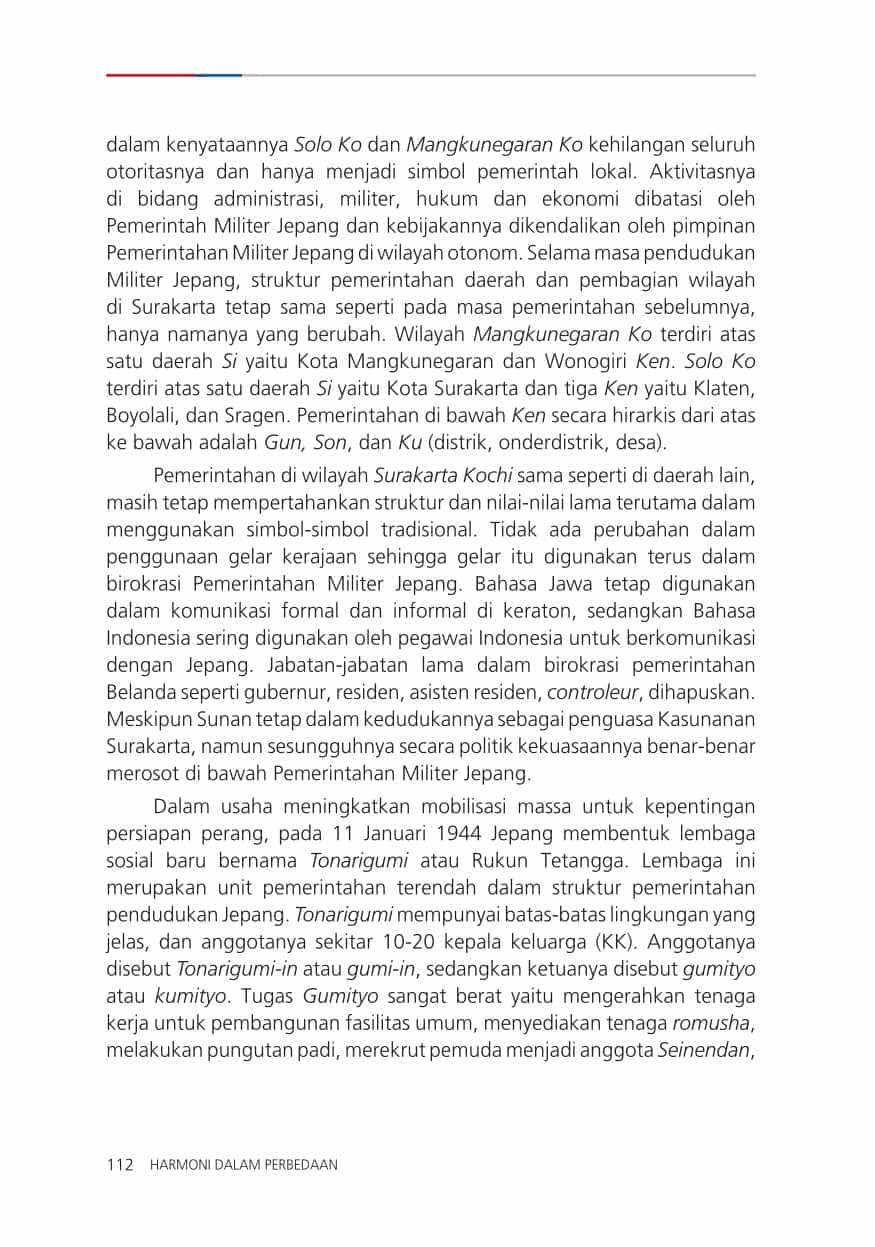 dalam kenyataannya Solo Ko dan Mangkunegaran Ko kehilangan seluruh
otoritasnya dan hanya menjadi simbol pemerintah lokal. Aktivitasnya
di bidang administrasi, militer, hukum dan ekonomi dibatasi oleh
Pemerintah Militer Jepang dan kebijakannya dikendalikan oleh pimpinan
Pemerintahan Militer Jepang di wilayah otonom. Selama masa pendudukan
Militer Jepang, struktur pemerintahan daerah dan pembagian wilayah
di Surakarta tetap sama seperti pada masa pemerintahan sebelumnya,
hanya namanya yang berubah. Wilayah Mangkunegaran Ko terdiri atas
satu daerah Si yaitu Kota Mangkunegaran dan Wonogiri Ken. Solo Ko
terdiri atas satu daerah Si yaitu Kota Surakarta dan tiga Ken yaitu Klaten,
Boyolali, dan Sragen. Pemerintahan di bawah Ken secara hirarkis dari atas
ke bawah adalah Gun, Son, dan Ku (distrik, onderdistrik, desa).
Pemerintahan di wilayah Surakarta Kochi sama seperti di daerah lain,
masih tetap mempertahankan struktur dan nilai-nilai lama terutama dalam
menggunakan simbol-simbol tradisional. Tidak ada perubahan dalam
penggunaan gelar kerajaan sehingga gelar itu digunakan terus dalam
birokrasi Pemerintahan Militer Jepang. Bahasa Jawa tetap digunakan
dalam komunikasi formal dan informal di keraton, sedangkan Bahasa
Indonesia sering digunakan oleh pegawai Indonesia untuk berkomunikasi
dengan Jepang. Jabatan-jabatan lama dalam birokrasi pemerintahan
Belanda seperti gubernur, residen, asisten residen, controleur, dihapuskan.
Meskipun Sunan tetap dalam kedudukannya sebagai penguasa Kasunanan
Surakarta, namun sesungguhnya secara politik kekuasaannya benar-benar
merosot di bawah Pemerintahan Militer Jepang.
Dalam usaha meningkatkan mobilisasi massa untuk kepentingan
persiapan perang, pada 11 Januari 1944 Jepang membentuk lembaga
sosial baru bernama Tonarigumi atau Rukun Tetangga. Lembaga ini
merupakan unit pemerintahan terendah dalam struktur pemerintahan
pendudukan Jepang. Tonarigumi mempunyai batas-batas lingkungan yang
jelas, dan anggotanya sekitar 10-20 kepala keluarga (KK). Anggotanya
disebut Tonarigumi-in atau gumi-in, sedangkan ketuanya disebut gumityo
atau kumityo. Tugas Gumityo sangat berat yaitu mengerahkan tenaga
kerja untuk pembangunan fasilitas umum, menyediakan tenaga romusha,
melakukan pungutan padi, merekrut pemuda menjadi anggota Seinendan,
112 HARMONI DALAM PERBEDAAN